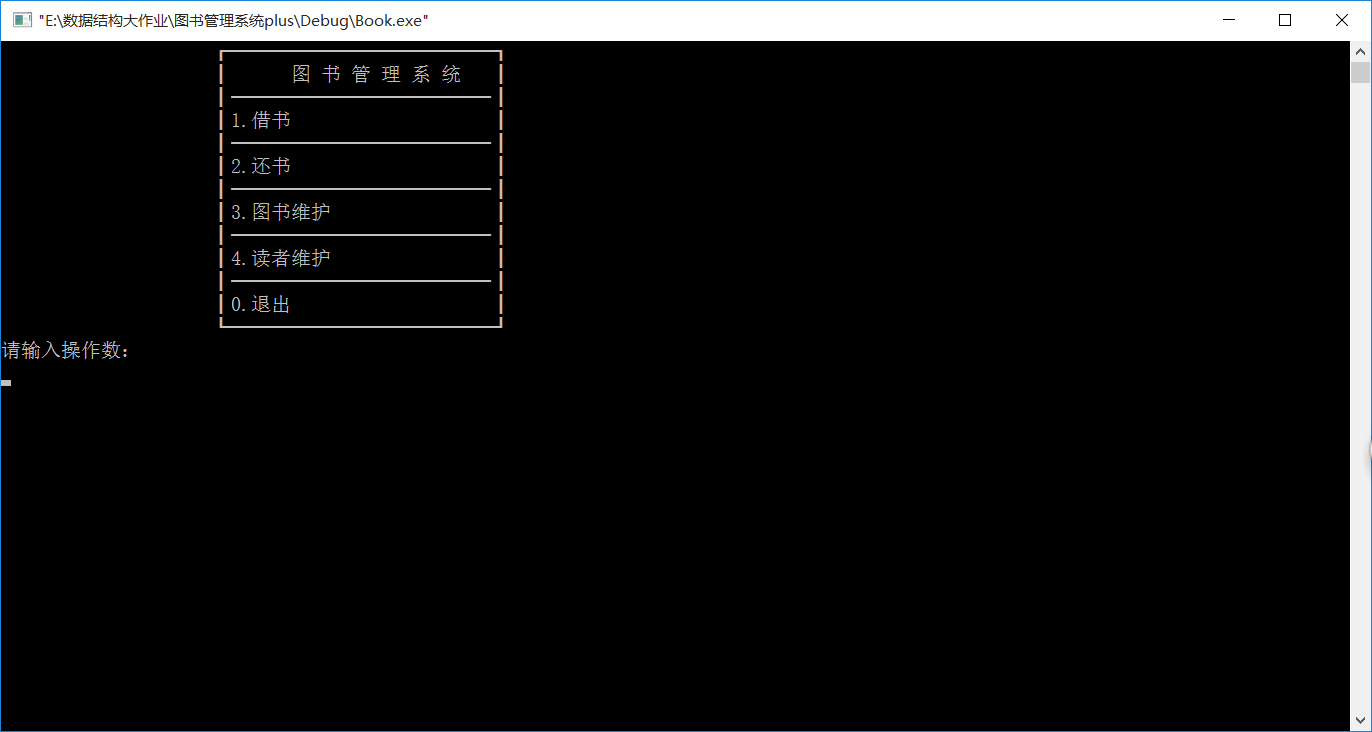 "E:\数据结构大作业\图书管理系统plus\Debug\Book.exe"
图 书 管 理 系 统
1.借书
2.还书
3.图书维护
4.读者维护
0.退出
请输入操作数: